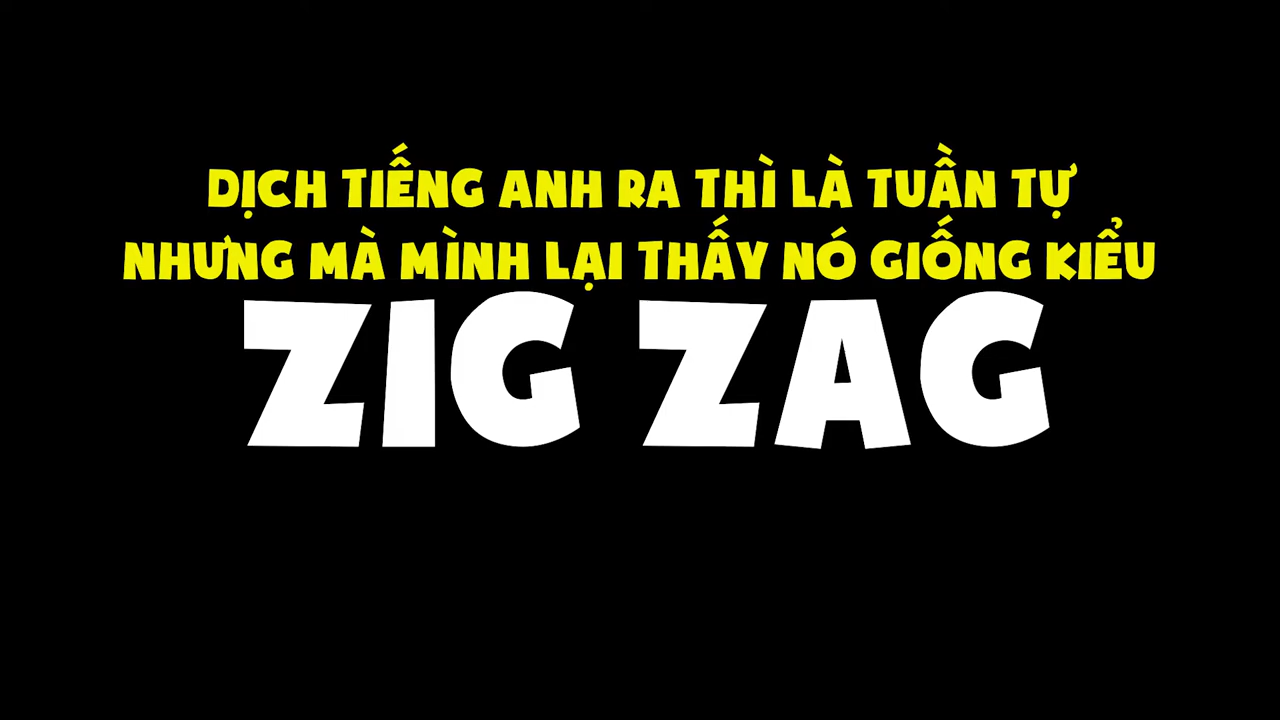 DỊCH TIẾNG ANH RA THÌ LÀ TUẦN TỰ
NHƯNG MÀ MÌNH LẠI THẤY NÓ GIỐNG KIỂU
ZIG ZAG